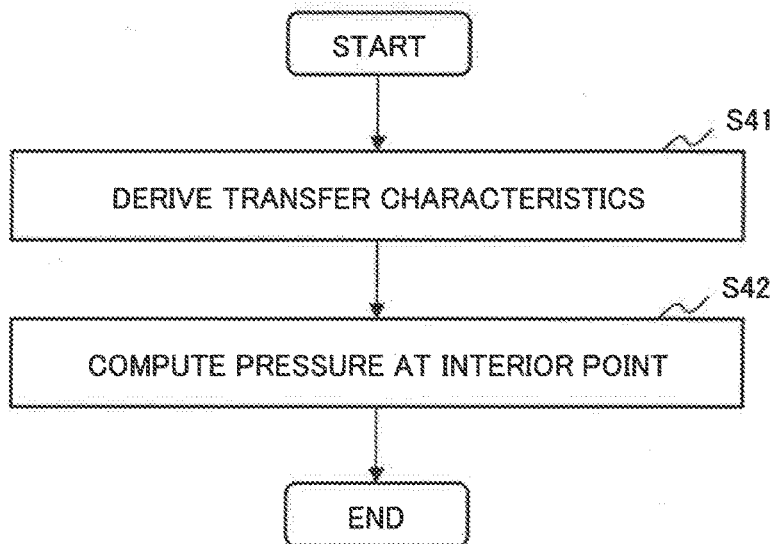 START
S41
DERIVE TRANSFER CHARACTERISTICS
S42
COMPUTE PRESSURE AT INTERIOR POINT
END